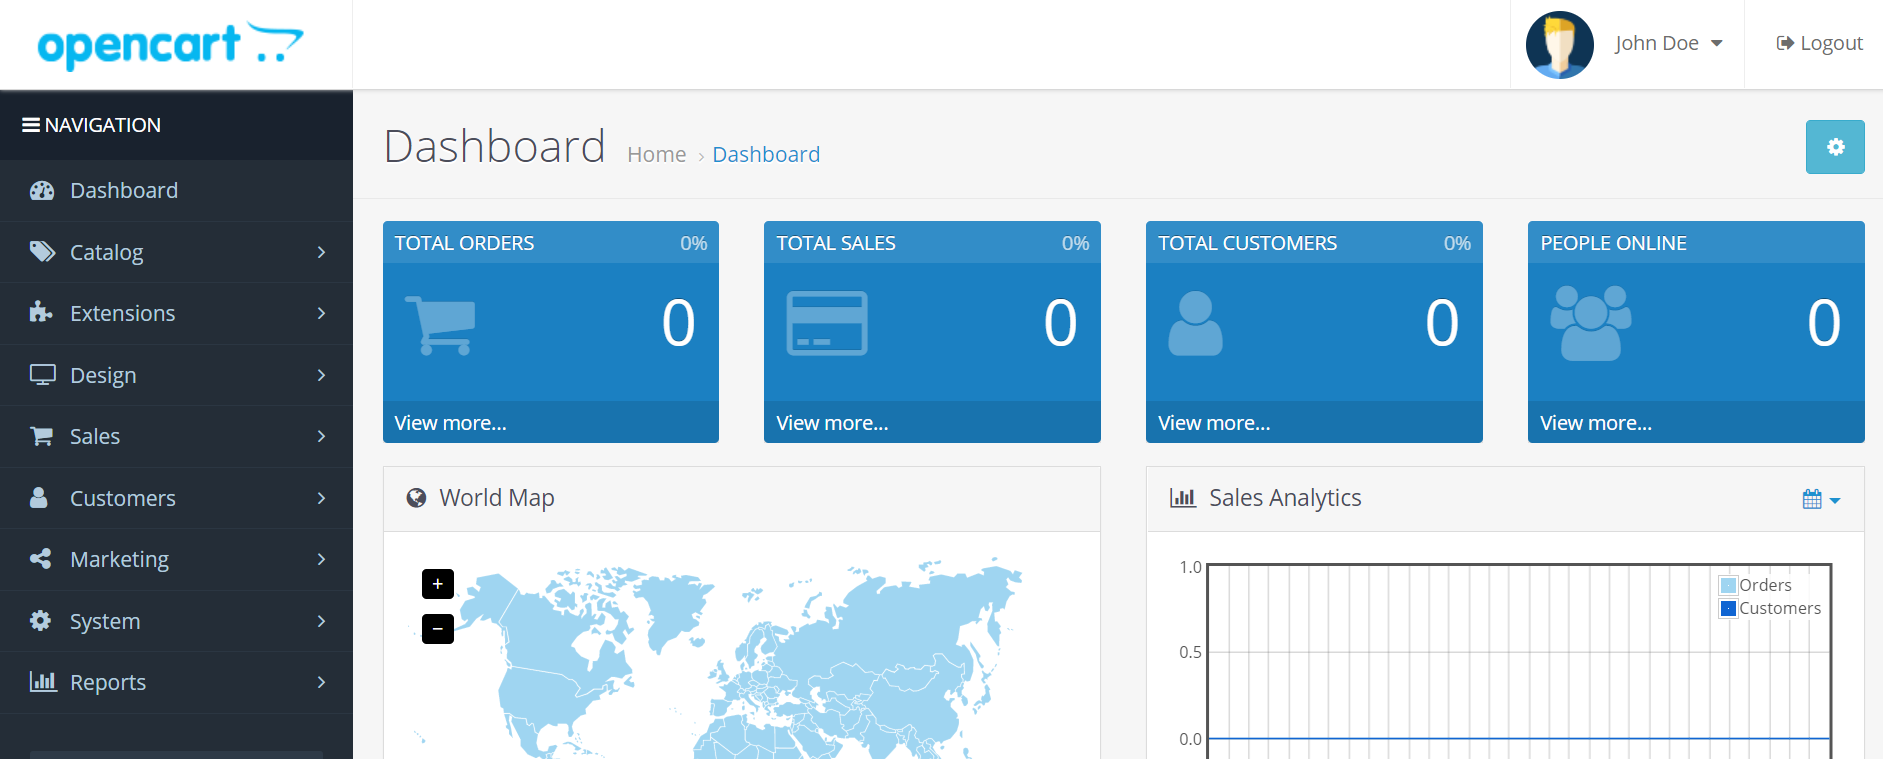 opencart
John Doe
Logout
NAVIGATION
Dashboard
Catalog
Extensions
Design
Sales
Customers
Marketing
System
Reports
Dashboard Home › Dashboard
TOTAL ORDERS 0%
0
View more...
TOTAL SALES 0%
0
View more...
TOTAL CUSTOMERS 0%
0
View more...
PEOPLE ONLINE
0
View more...
World Map
+
−
Sales Analytics
1.0
0.5
0.0
Orders
Customers